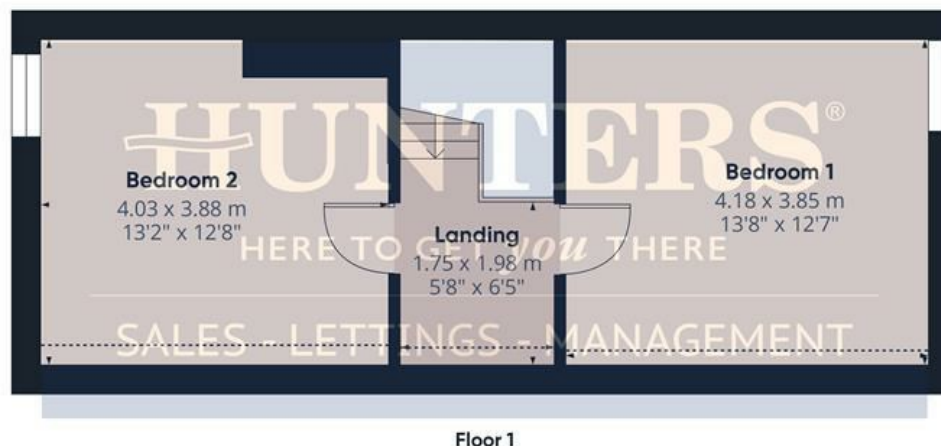 HUNTERS®
HERE TO GET you THERE
SALES - LETTINGS - MANAGEMENT
Bedroom 2
4.03 x 3.88 m
13'2" x 12'8"
Landing
1.75 x 1.98 m
5'8" x 6'5"
Bedroom 1
4.18 x 3.85 m
13'8" x 12'7"
Floor 1